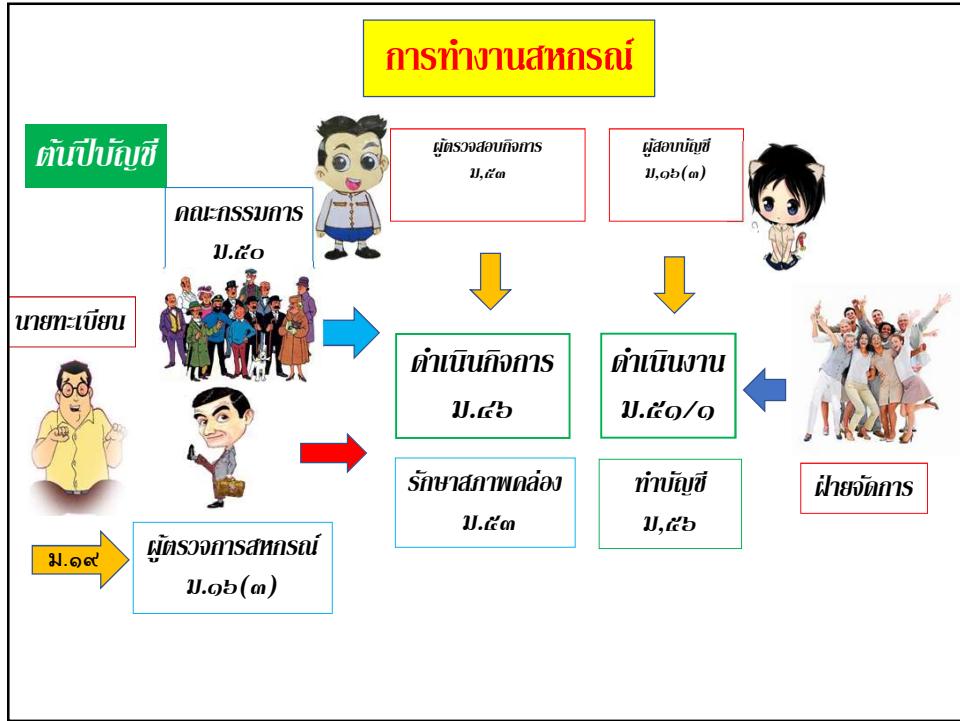 การทำงานสหกรณ์
ต้นปีบัญชี
ผู้ตรวจสอบกิจการ
ม,๕๓
ผู้สอบบัญชี
ม,๑๖(๓)
คณะกรรมการ
ม.๕๐
นายทะเบียน
ดำเนินกิจการ
ม.๔๖
ดำเนินงาน
ม.๕๑/๑
รักษาสภาพคล่อง
ม.๕๓
ทำบัญชี
ม,๕๖
ฝ่ายจัดการ
ม.๑๙
ผู้ตรวจการสหกรณ์
ม.๑๖(๓)